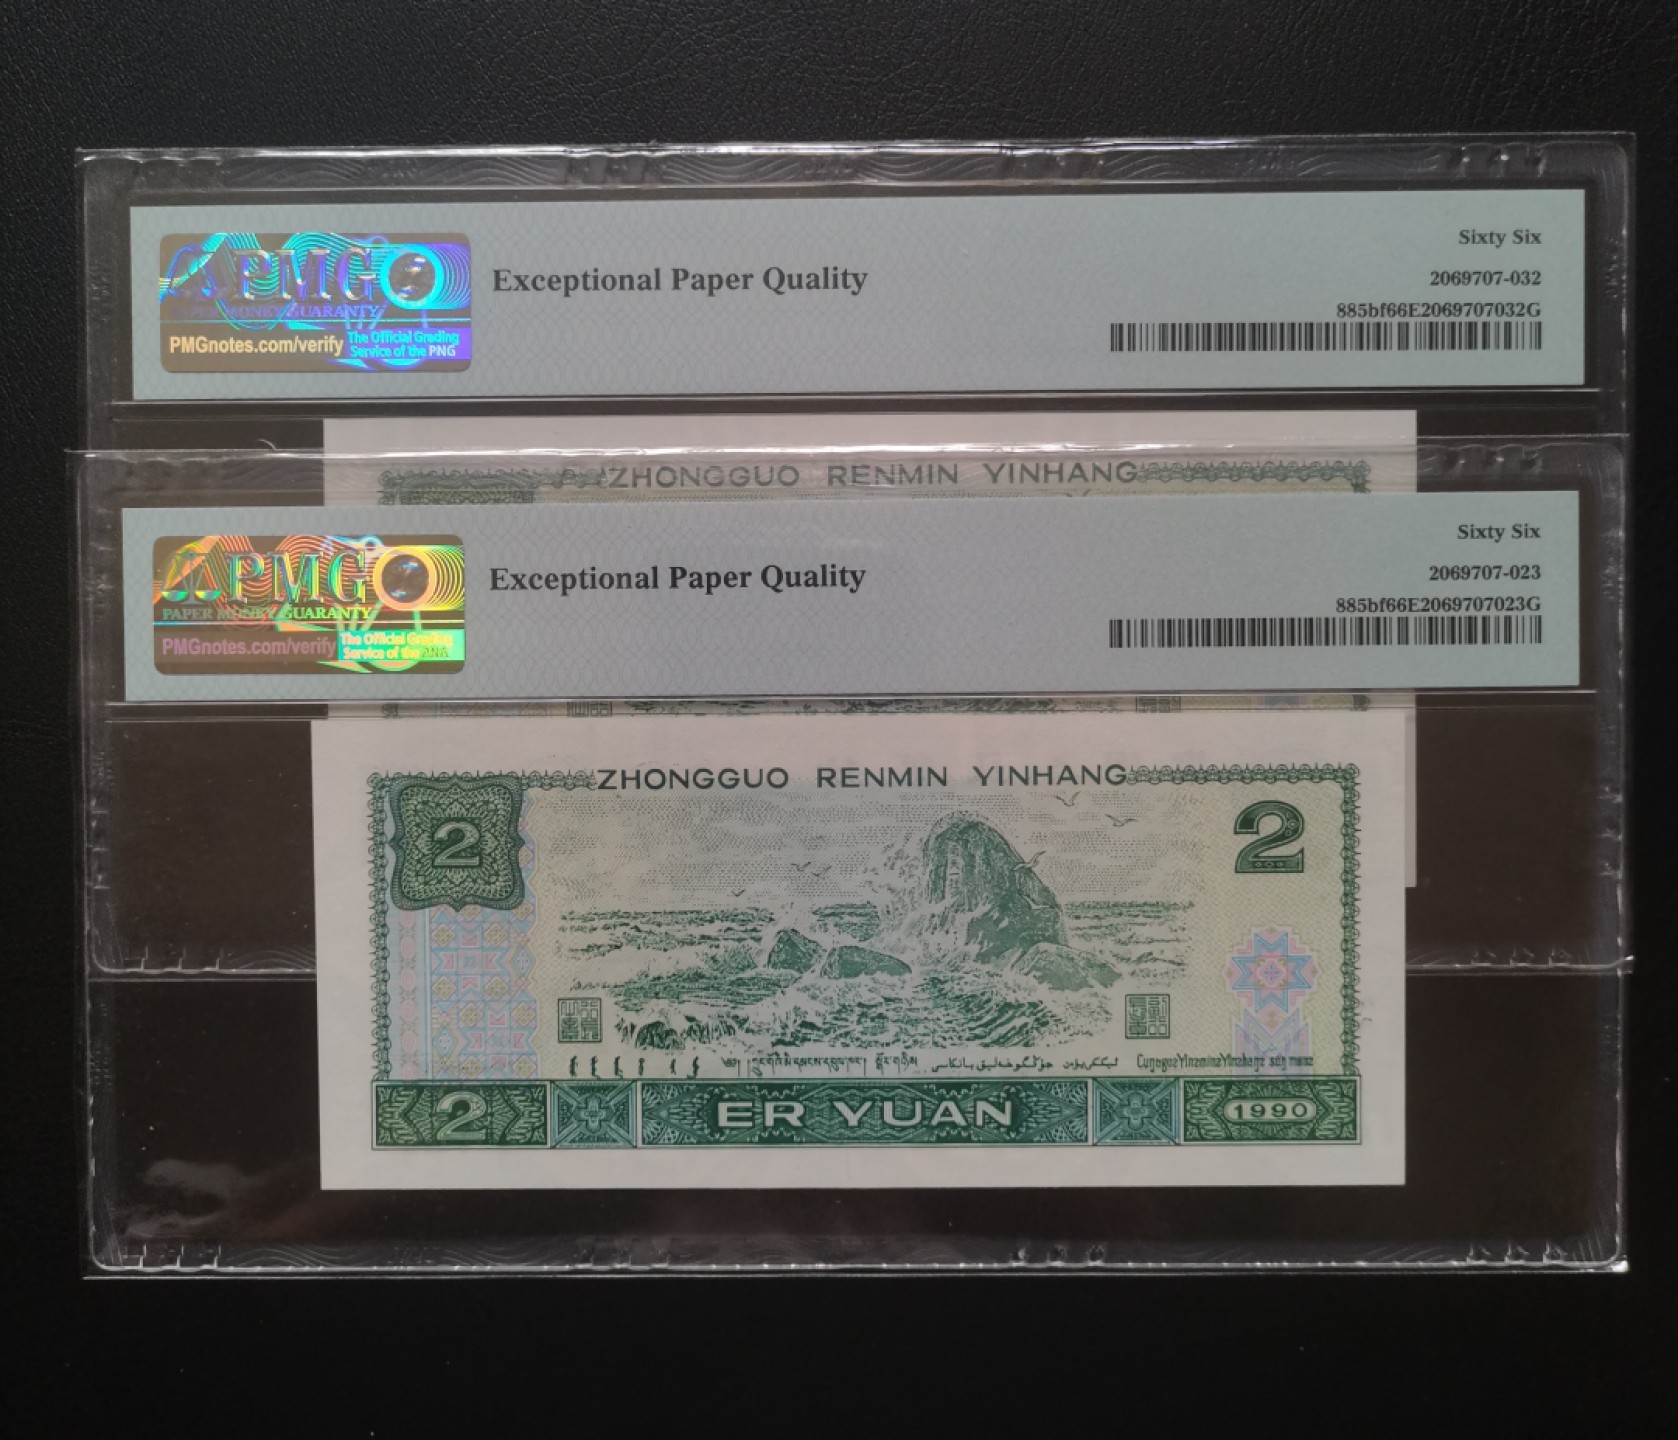 PMG
PAPER MONEY GUARANTY
PMGnotes.com/verify
The Official Grading
Service of the PNG
Exceptional Paper Quality
Sixty Six
2069707-032
885bf66E2069707032G
ZHONGGUO RENMIN YINHANG
PMG
PAPER MONEY GUARANTY
PMGnotes.com/verify
The Official Grading
Service of the
Exceptional Paper Quality
Sixty Six
2069707-023
885bf66E2069707023G
ZHONGGUO RENMIN YINHANG
2
2
2
ER YUAN
1990